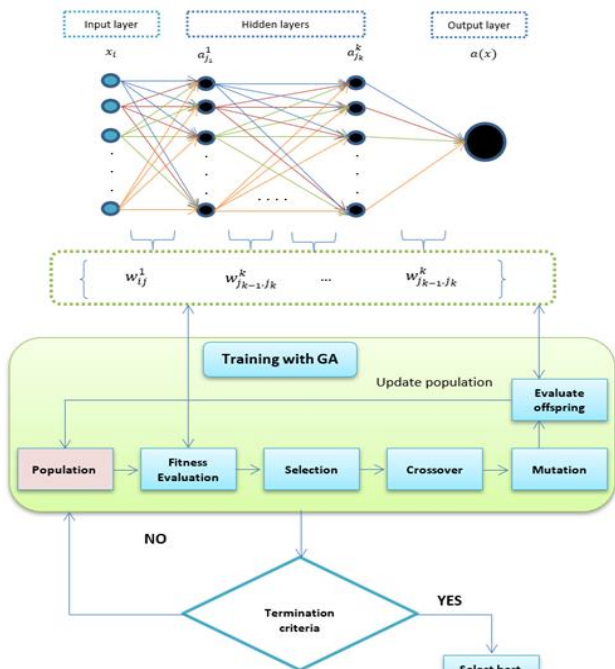 Input layer
Hidden layers
Output layer
x_i
a^1_{j_1}
a^k_{j_k}
a(x)
w^1_{ij}
w^k_{j_{k-1},j_k}
...
w^k_{j_{k-1},j_k}
Training with GA
Update population
Evaluate
offspring
Population
Fitness
Evaluation
Selection
Crossover
Mutation
NO
YES
Termination
criteria
Select best